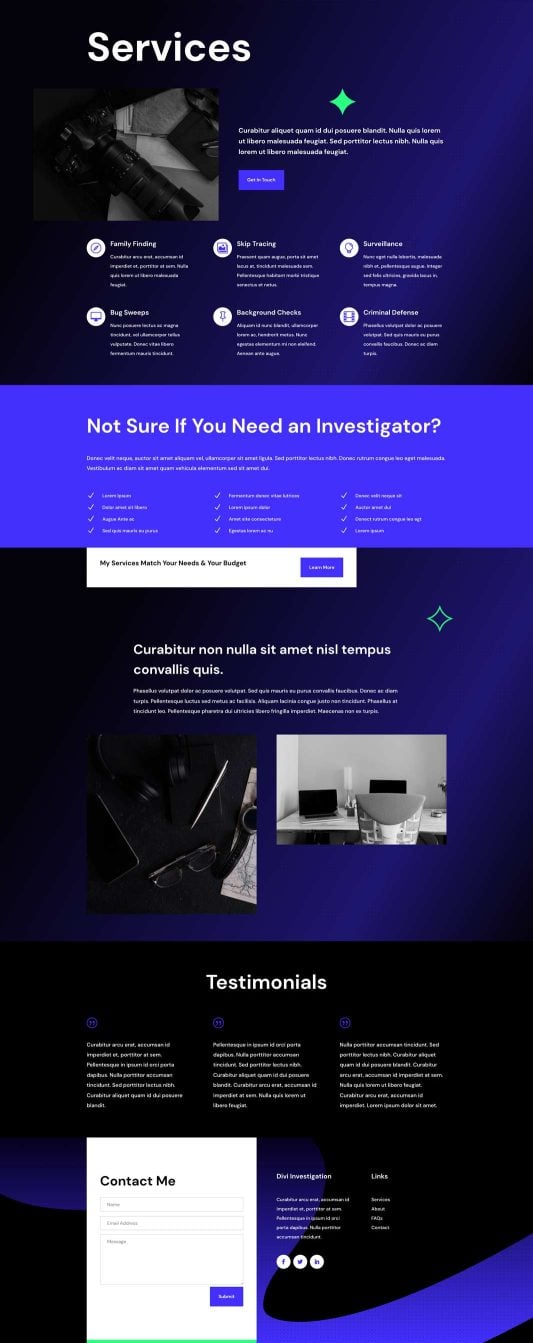 Services
Curabitur aliquet quam id dui posuere blandit. Nulla quis lorem
ut libero malesuada feugiat. Sed porttitor lectus nibh. Nulla quis
lorem ut libero malesuada feugiat.
Get In Touch
Family Finding
Curabitur arcu erat, accumsan id
imperdiet et, porttitor at sem. Nulla
quis lorem ut libero malesuada
feugiat.
Skip Tracing
Praesent quam augue, porta sit amet
lacus at, tincidunt malesuada sem.
Pellentesque habitant morbi tristique
senectus et netus.
Surveillance
Nunc eget nulla lobortis, malesuada
nibh et, pellentesque augue. Integer
sed felis ultricies, gravida lacus in,
tempus magna.
Bug Sweeps
Nunc posuere lectus ac magna
tincidunt, vel ullamcorper tellus
vulputate. Donec vitae libero
fermentum mauris tincidunt.
Background Checks
Aliquam id nunc blandit, ullamcorper
lorem ac, hendrerit metus. Nunc
egestas elementum mi non eleifend.
Aenean ante augue.
Criminal Defense
Phasellus volutpat dolor ac posuere
volutpat. Sed quis mauris eu purus
convallis faucibus. Donec ac diam
turpis.
Not Sure If You Need an Investigator?
Donec velit neque, auctor sit amet aliquam vel, ullamcorper sit amet ligula. Sed porttitor lectus nibh. Donec rutrum congue leo eget malesuada.
Vestibulum ac diam sit amet quam vehicula elementum sed sit amet dui.
Lorem Ipsum
Dolor amet sit libero
Augue Ante ac
Sed quis mauris eu purus
Fermentum donec vitae lutricos
Lorem ipsum dolor
Amet site consecteture
Egestas lorem ac nu
Donec velit neque sit
Auctor amet dui
Donect rutrum congue leo egt
Lorem ipsum
My Services Match Your Needs & Your Budget
Learn More
Curabitur non nulla sit amet nisl tempus
convallis quis.
Phasellus volutpat dolor ac posuere volutpat. Sed quis mauris eu purus convallis faucibus. Donec ac diam
turpis. Pellentesque luctus sed metus ac facilisis. Aliquam lacinia congue justo non tincidunt. Phasellus at
tincidunt leo. Pellentesque pharetra dui ultricies libero fringilla imperdiet. Maecenas non ex turpis.
Testimonials
Curabitur arcu erat, accumsan id
imperdiet et, porttitor at sem.
Pellentesque in ipsum id orci porta
dapibus. Nulla porttitor accumsan
tincidunt. Sed porttitor lectus nibh.
Curabitur aliquet quam id dui posuere
blandit.
Pellentesque in ipsum id orci porta
dapibus. Nulla porttitor accumsan
tincidunt. Sed porttitor lectus nibh.
Curabitur aliquet quam id dui posuere
blandit. Curabitur arcu erat, accumsan id
imperdiet et, porttitor at sem. Nulla quis lorem ut
libero feugiat.
Nulla porttitor accumsan tincidunt. Sed
porttitor lectus nibh. Curabitur aliquet
quam id dui posuere blandit. Curabitur
arcu erat, accumsan id imperdiet et, porttitor at sem.
Nulla quis lorem ut libero feugiat.
Curabitur arcu erat, accumsan id
imperdiet. Lorem ipsum dolor sit amet.
Contact Me
Name
Email Address
Message
Submit
Divi Investigation
Curabitur arcu erat, accumsan id
imperdiet et, porttitor at sem.
Pellentesque in ipsum id orci
porta dapibus. Nulla porttitor
accumsan tincidunt.
Links
Services
About
FAQs
Contact